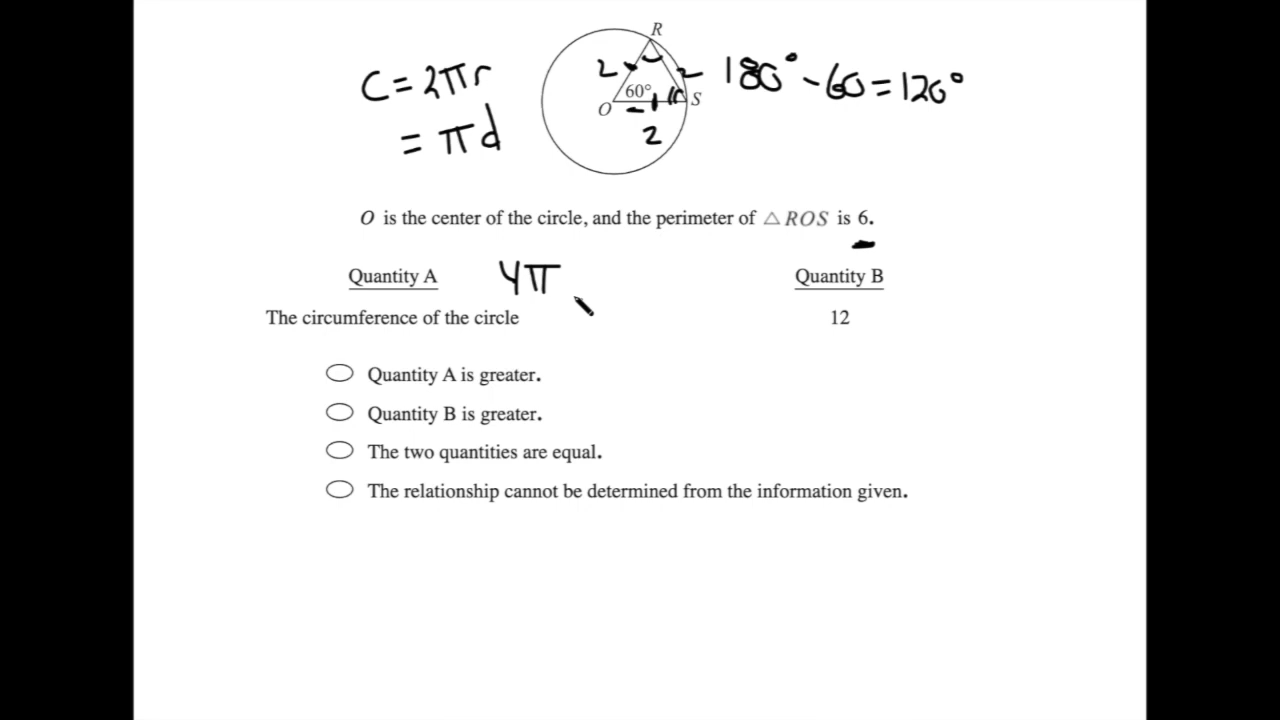 R
C = 2πr
2
2
180° - 60 = 120°
60°
O
S
= πd
2
O is the center of the circle, and the perimeter of △ROS is 6.
Quantity A
4π
Quantity B
The circumference of the circle
12
Quantity A is greater.
Quantity B is greater.
The two quantities are equal.
The relationship cannot be determined from the information given.